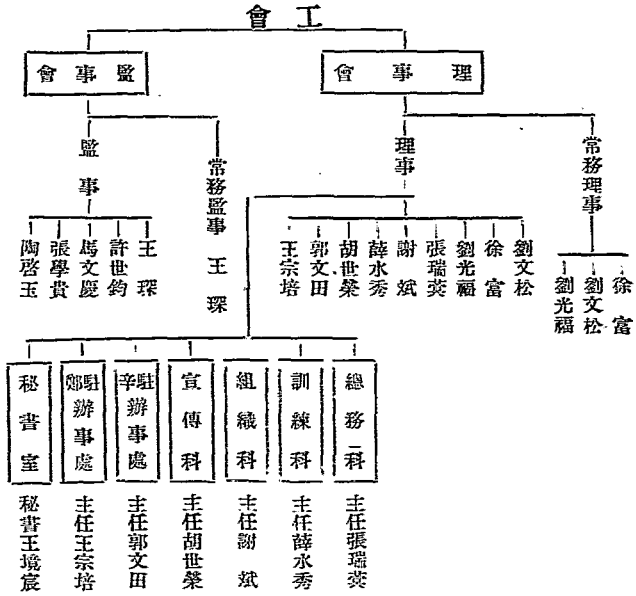 工會
理事會
監事會
常務理事
徐富
劉文松
劉光福
理事
劉文松
徐富
劉光福
張瑞英
謝斌
薛水秀
胡世榮
郭文田
王宗培
常務監事 王琛
監事
王琛
許世鈞
馬文慶
張學貴
陶啓玉
總務科
主任張瑞英
訓練科
主任薛水秀
組織科
主任謝斌
宣傳科
主任胡世榮
駐辛辦事處
主任郭文田
駐鄭辦事處
主任王宗培
秘書室
秘書王境宸